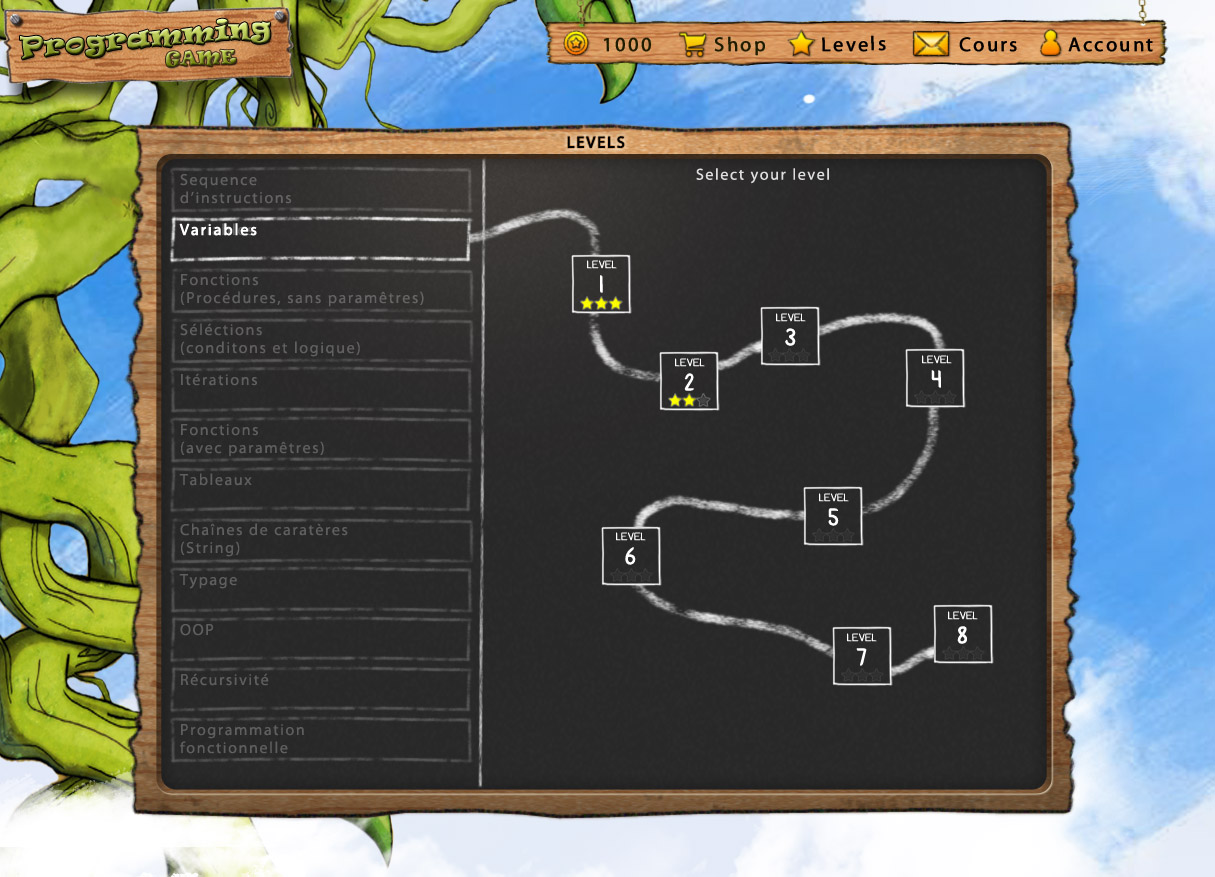 Programming
GAME
1000
Shop
Levels
Cours
Account
LEVELS
Sequence
d'instructions
Variables
Fonctions
(Procédures, sans paramêtres)
Séléctions
(conditons et logique)
Itérations
Fonctions
(avec paramêtres)
Tableaux
Chaînes de caratères
(String)
Typage
OOP
Récursivité
Programmation
fonctionnelle
Select your level
LEVEL
1
LEVEL
2
LEVEL
3
LEVEL
4
LEVEL
5
LEVEL
6
LEVEL
7
LEVEL
8